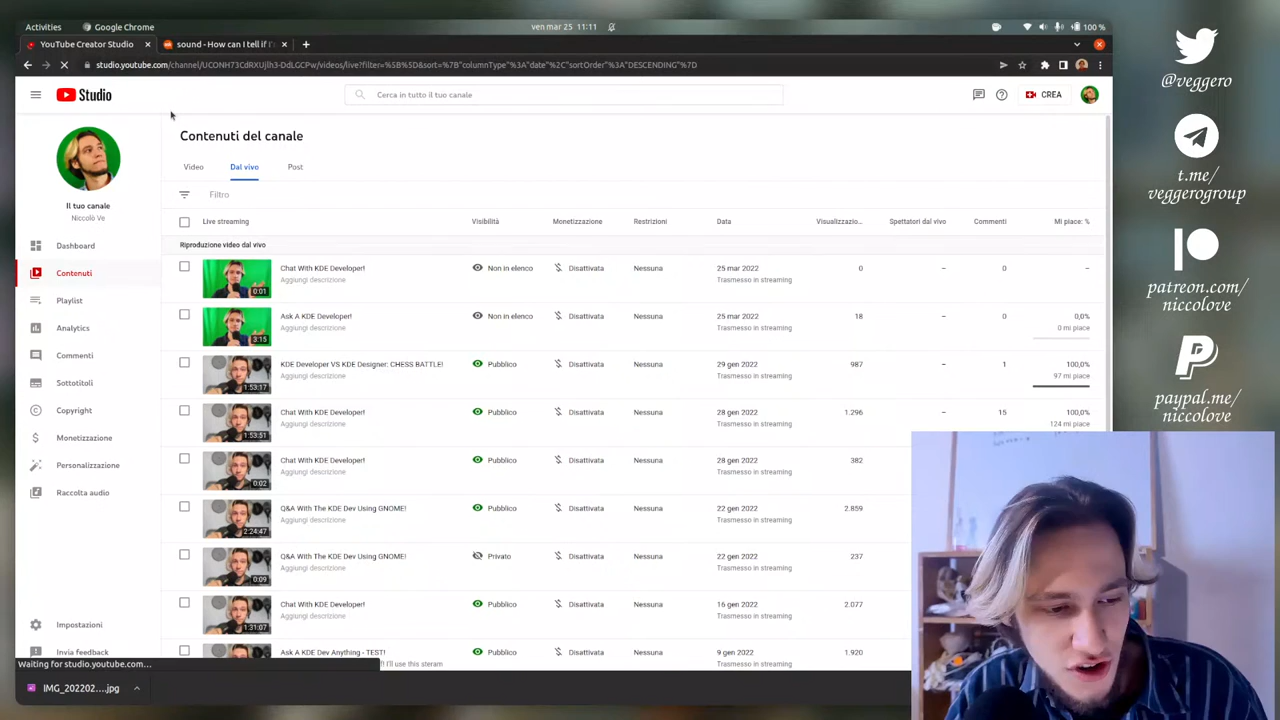 Activities Google Chrome ven mar 25 11:11 100 %
YouTube Creator Studio sound - How can I tell if I'
studio.youtube.com/channel/UCONH73CdRXUjlh3-DdLGCPw/videos/live?filter=%5B%5D&sort=%7B"columnType"%3A"date"%2C"sortOrder"%3A"DESCENDING"%7D
Studio Cerca in tutto il tuo canale CREA
Il tuo canale
Niccolò Ve
Dashboard
Contenuti
Playlist
Analytics
Commenti
Sottotitoli
Copyright
Monetizzazione
Personalizzazione
Raccolta audio
Impostazioni
Invia feedback
Contenuti del canale
Video Dal vivo Post
Filtro
Live streaming Visibilità Monetizzazione Restrizioni Data Visualizzazio... Spettatori dal vivo Commenti Mi piace: %
Riproduzione video dal vivo
Chat With KDE Developer! Non in elenco Disattivata Nessuna 25 mar 2022 0 – 0 –
Aggiungi descrizione Trasmesso in streaming
0:01
Ask A KDE Developer! Non in elenco Disattivata Nessuna 25 mar 2022 18 – 0 0,0%
Aggiungi descrizione Trasmesso in streaming 0 mi piace
3:15
KDE Developer VS KDE Designer: CHESS BATTLE! Pubblico Disattivata Nessuna 29 gen 2022 987 – 1 100,0%
Aggiungi descrizione Trasmesso in streaming 97 mi piace
1:53:17
Chat With KDE Developer! Pubblico Disattivata Nessuna 28 gen 2022 1.296 – 15 100,0%
Aggiungi descrizione Trasmesso in streaming 124 mi piace
1:53:51
Chat With KDE Developer! Pubblico Disattivata Nessuna 28 gen 2022 382
Aggiungi descrizione Trasmesso in streaming
0:02
Q&A With The KDE Dev Using GNOME! Pubblico Disattivata Nessuna 22 gen 2022 2.859
Aggiungi descrizione Trasmesso in streaming
2:24:47
Q&A With The KDE Dev Using GNOME! Privato Disattivata Nessuna 22 gen 2022 237
Aggiungi descrizione Trasmesso in streaming
0:09
Chat With KDE Developer! Pubblico Disattivata Nessuna 16 gen 2022 2.077
Aggiungi descrizione Trasmesso in streaming
1:31:07
Ask A KDE Dev Anything - TEST! Pubblico Disattivata Nessuna 9 gen 2022 1.920
I'll use this steram Trasmesso in streaming
Waiting for studio.youtube.com...
IMG_202202....jpg
@veggero
t.me/
veggerogroup
patreon.com/
niccolove
paypal.me/
niccolove